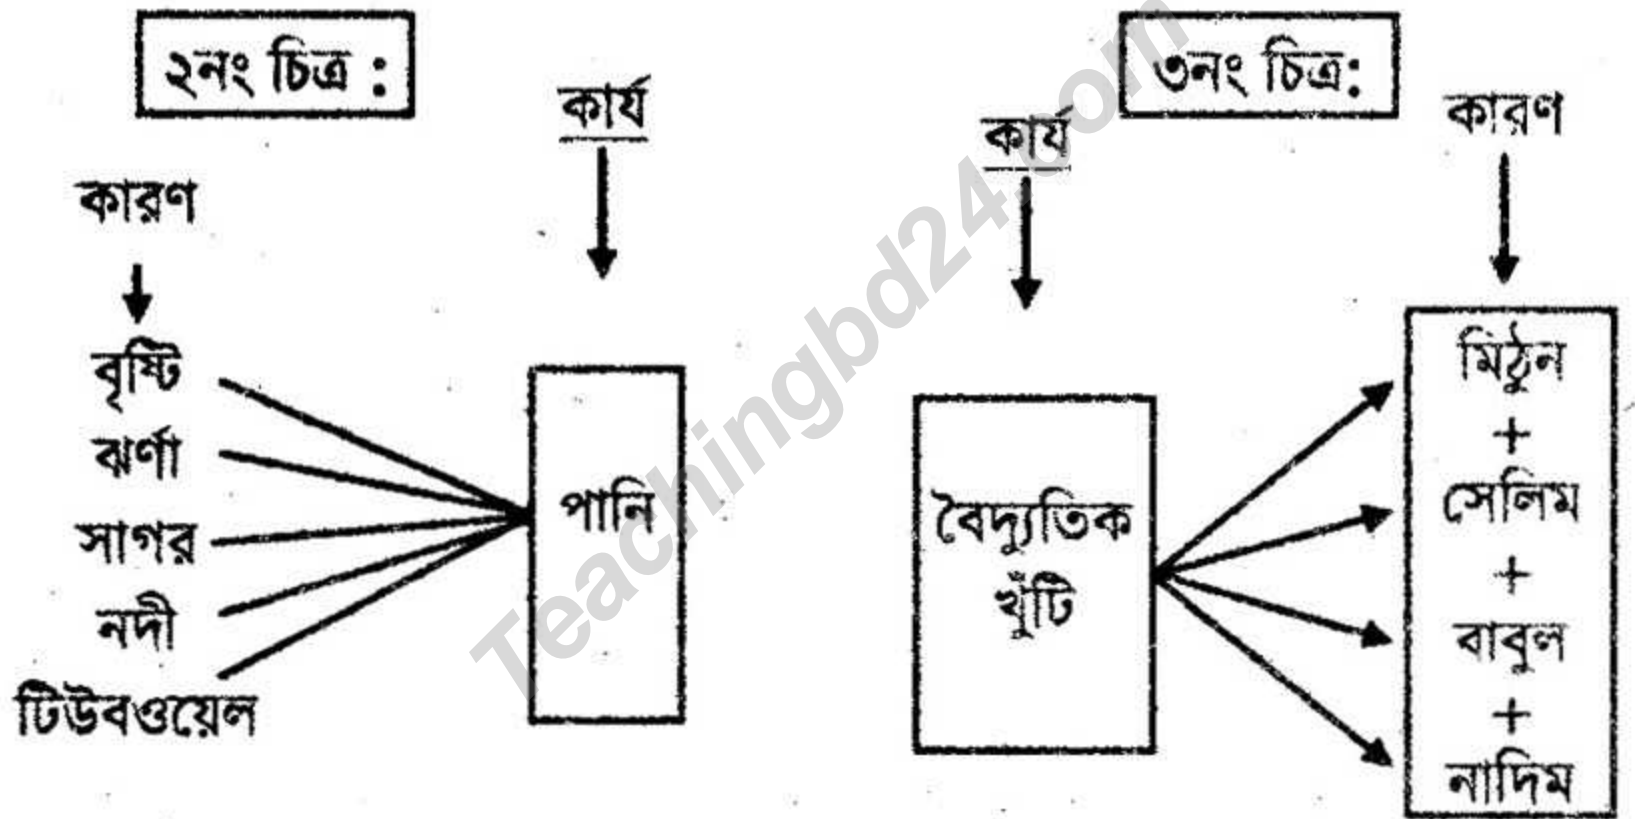 ২নং চিত্র :
কার্য
কারণ
বৃষ্টি
ঝর্ণা
সাগর
নদী
টিউবওয়েল
পানি
৩নং চিত্র:
কার্য
কারণ
বৈদ্যুতিক
খুঁটি
মিঠুন
+
সেলিম
+
বাবুল
+
নাদিম
Teachingbd24.com